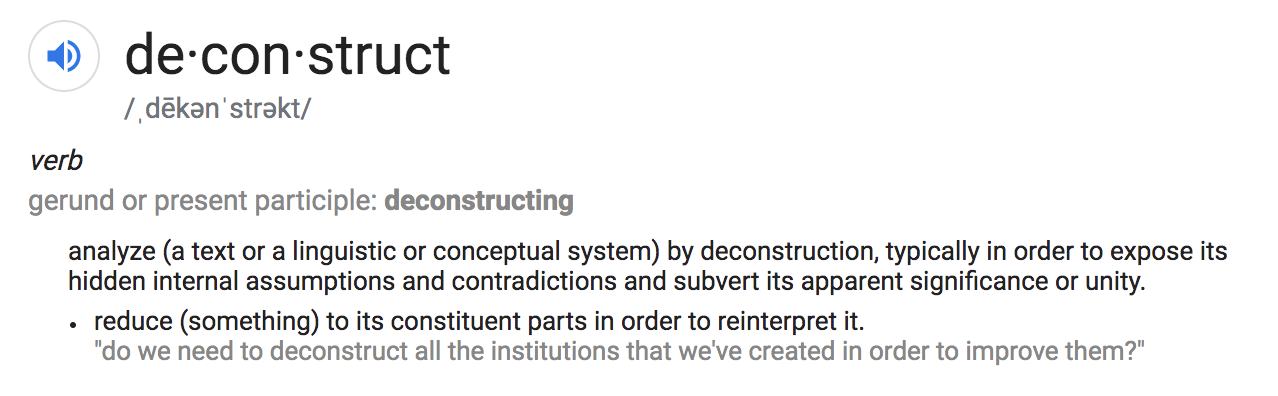 de·con·struct
/ˌdēkənˈstrəkt/
verb
gerund or present participle: deconstructing
analyze (a text or a linguistic or conceptual system) by deconstruction, typically in order to expose its
hidden internal assumptions and contradictions and subvert its apparent significance or unity.
• reduce (something) to its constituent parts in order to reinterpret it.
"do we need to deconstruct all the institutions that we've created in order to improve them?"